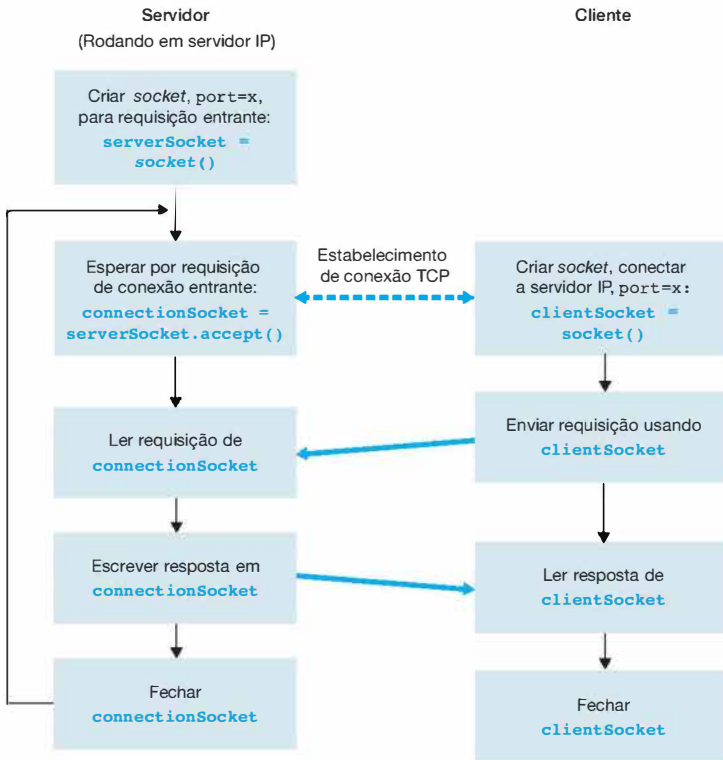 Servidor
(Rodando em servidor IP)
Cliente
Criar socket, port=x,
para requisição entrante:
serverSocket =
socket()
Esperar por requisição
de conexão entrante:
connectionSocket =
serverSocket.accept()
Estabelecimento
de conexão TCP
Criar socket, conectar
a servidor IP, port=x:
clientSocket =
socket()
Ler requisição de
connectionSocket
Enviar requisição usando
clientSocket
Escrever resposta em
connectionSocket
Ler resposta de
clientSocket
Fechar
connectionSocket
Fechar
clientSocket